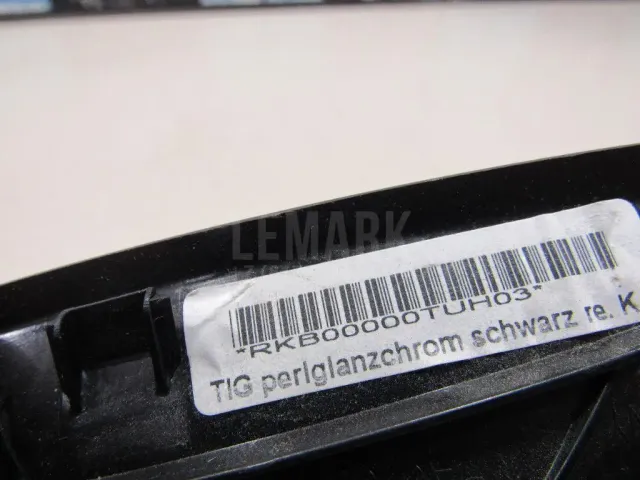 LEMARK
*RKB00000TUH03*
TIG perlglanzchrom schwarz re. K